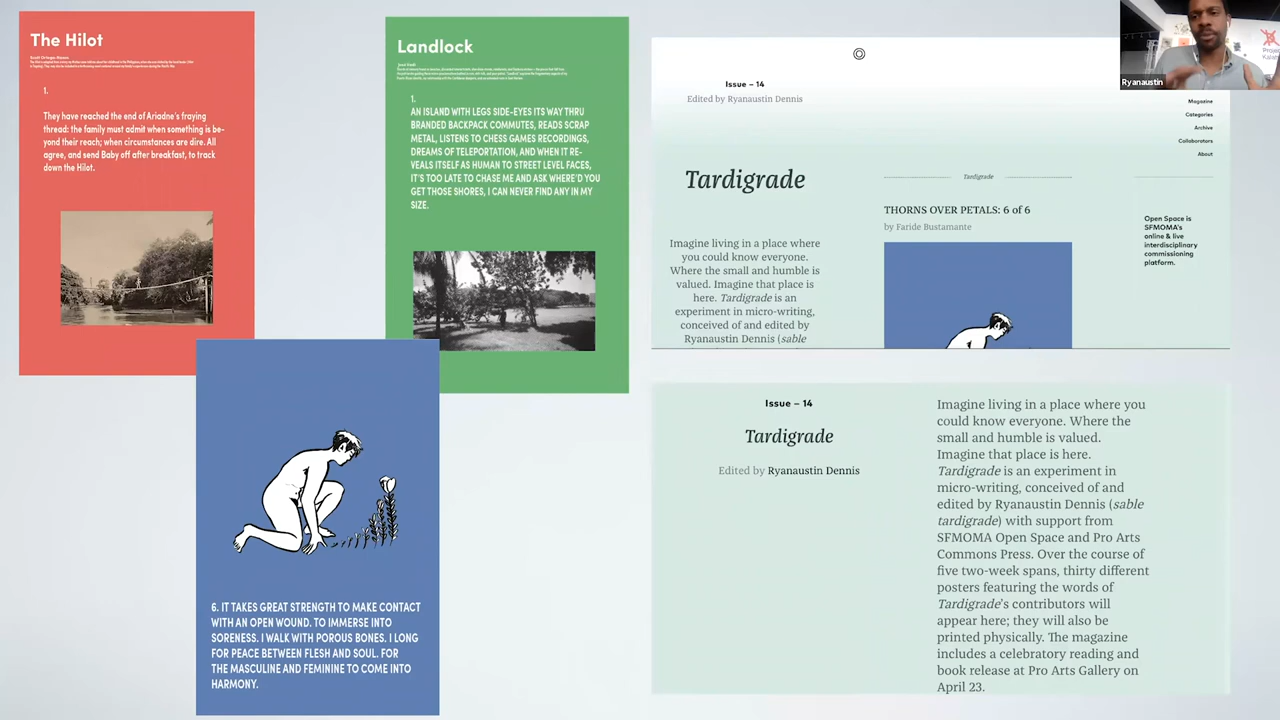 The Hilot
1.
They have reached the end of Ariadne's fraying
thread: the family must admit when something is be-
yond their reach; when circumstances are dire. All
agree, and send Baby off after breakfast, to track
down the Hilot.
Landlock
1.
AN ISLAND WITH LEGS SIDE-EYES ITS WAY THRU
BRANDED BACKPACK COMMUTES, READS SCRAP
METAL, LISTENS TO CHESS GAMES RECORDINGS,
DREAMS OF TELEPORTATION, AND WHEN IT RE-
VEALS ITSELF AS HUMAN TO STREET LEVEL FACES,
IT'S TOO LATE TO CHASE ME AND ASK WHERE'D YOU
GET THOSE SHORES, I CAN NEVER FIND ANY IN MY
SIZE.
6. IT TAKES GREAT STRENGTH TO MAKE CONTACT
WITH AN OPEN WOUND. TO IMMERSE INTO
SORENESS. I WALK WITH POROUS BONES. I LONG
FOR PEACE BETWEEN FLESH AND SOUL. FOR
THE MASCULINE AND FEMININE TO COME INTO
HARMONY.
Issue – 14
Edited by Ryanaustin Dennis
Tardigrade
Imagine living in a place where
you could know everyone.
Where the small and humble is
valued. Imagine that place is
here. Tardigrade is an
experiment in micro-writing,
conceived of and edited by
Ryanaustin Dennis (sable
Tardigrade
THORNS OVER PETALS: 6 of 6
by Faride Bustamante
Magazine
Categories
Archive
Collaborators
About
Open Space is
SFMOMA's
online & live
interdisciplinary
commissioning
platform.
Ryanaustin
Project
Issue – 14
Tardigrade
Edited by Ryanaustin Dennis
Imagine living in a place where you
could know everyone. Where the
small and humble is valued.
Imagine that place is here.
Tardigrade is an experiment in
micro-writing, conceived of and
edited by Ryanaustin Dennis (sable
tardigrade) with support from
SFMOMA Open Space and Pro Arts
Commons Press. Over the course of
five two-week spans, thirty different
posters featuring the words of
Tardigrade's contributors will
appear here; they will also be
printed physically. The magazine
includes a celebratory reading and
book release at Pro Arts Gallery on
April 23.